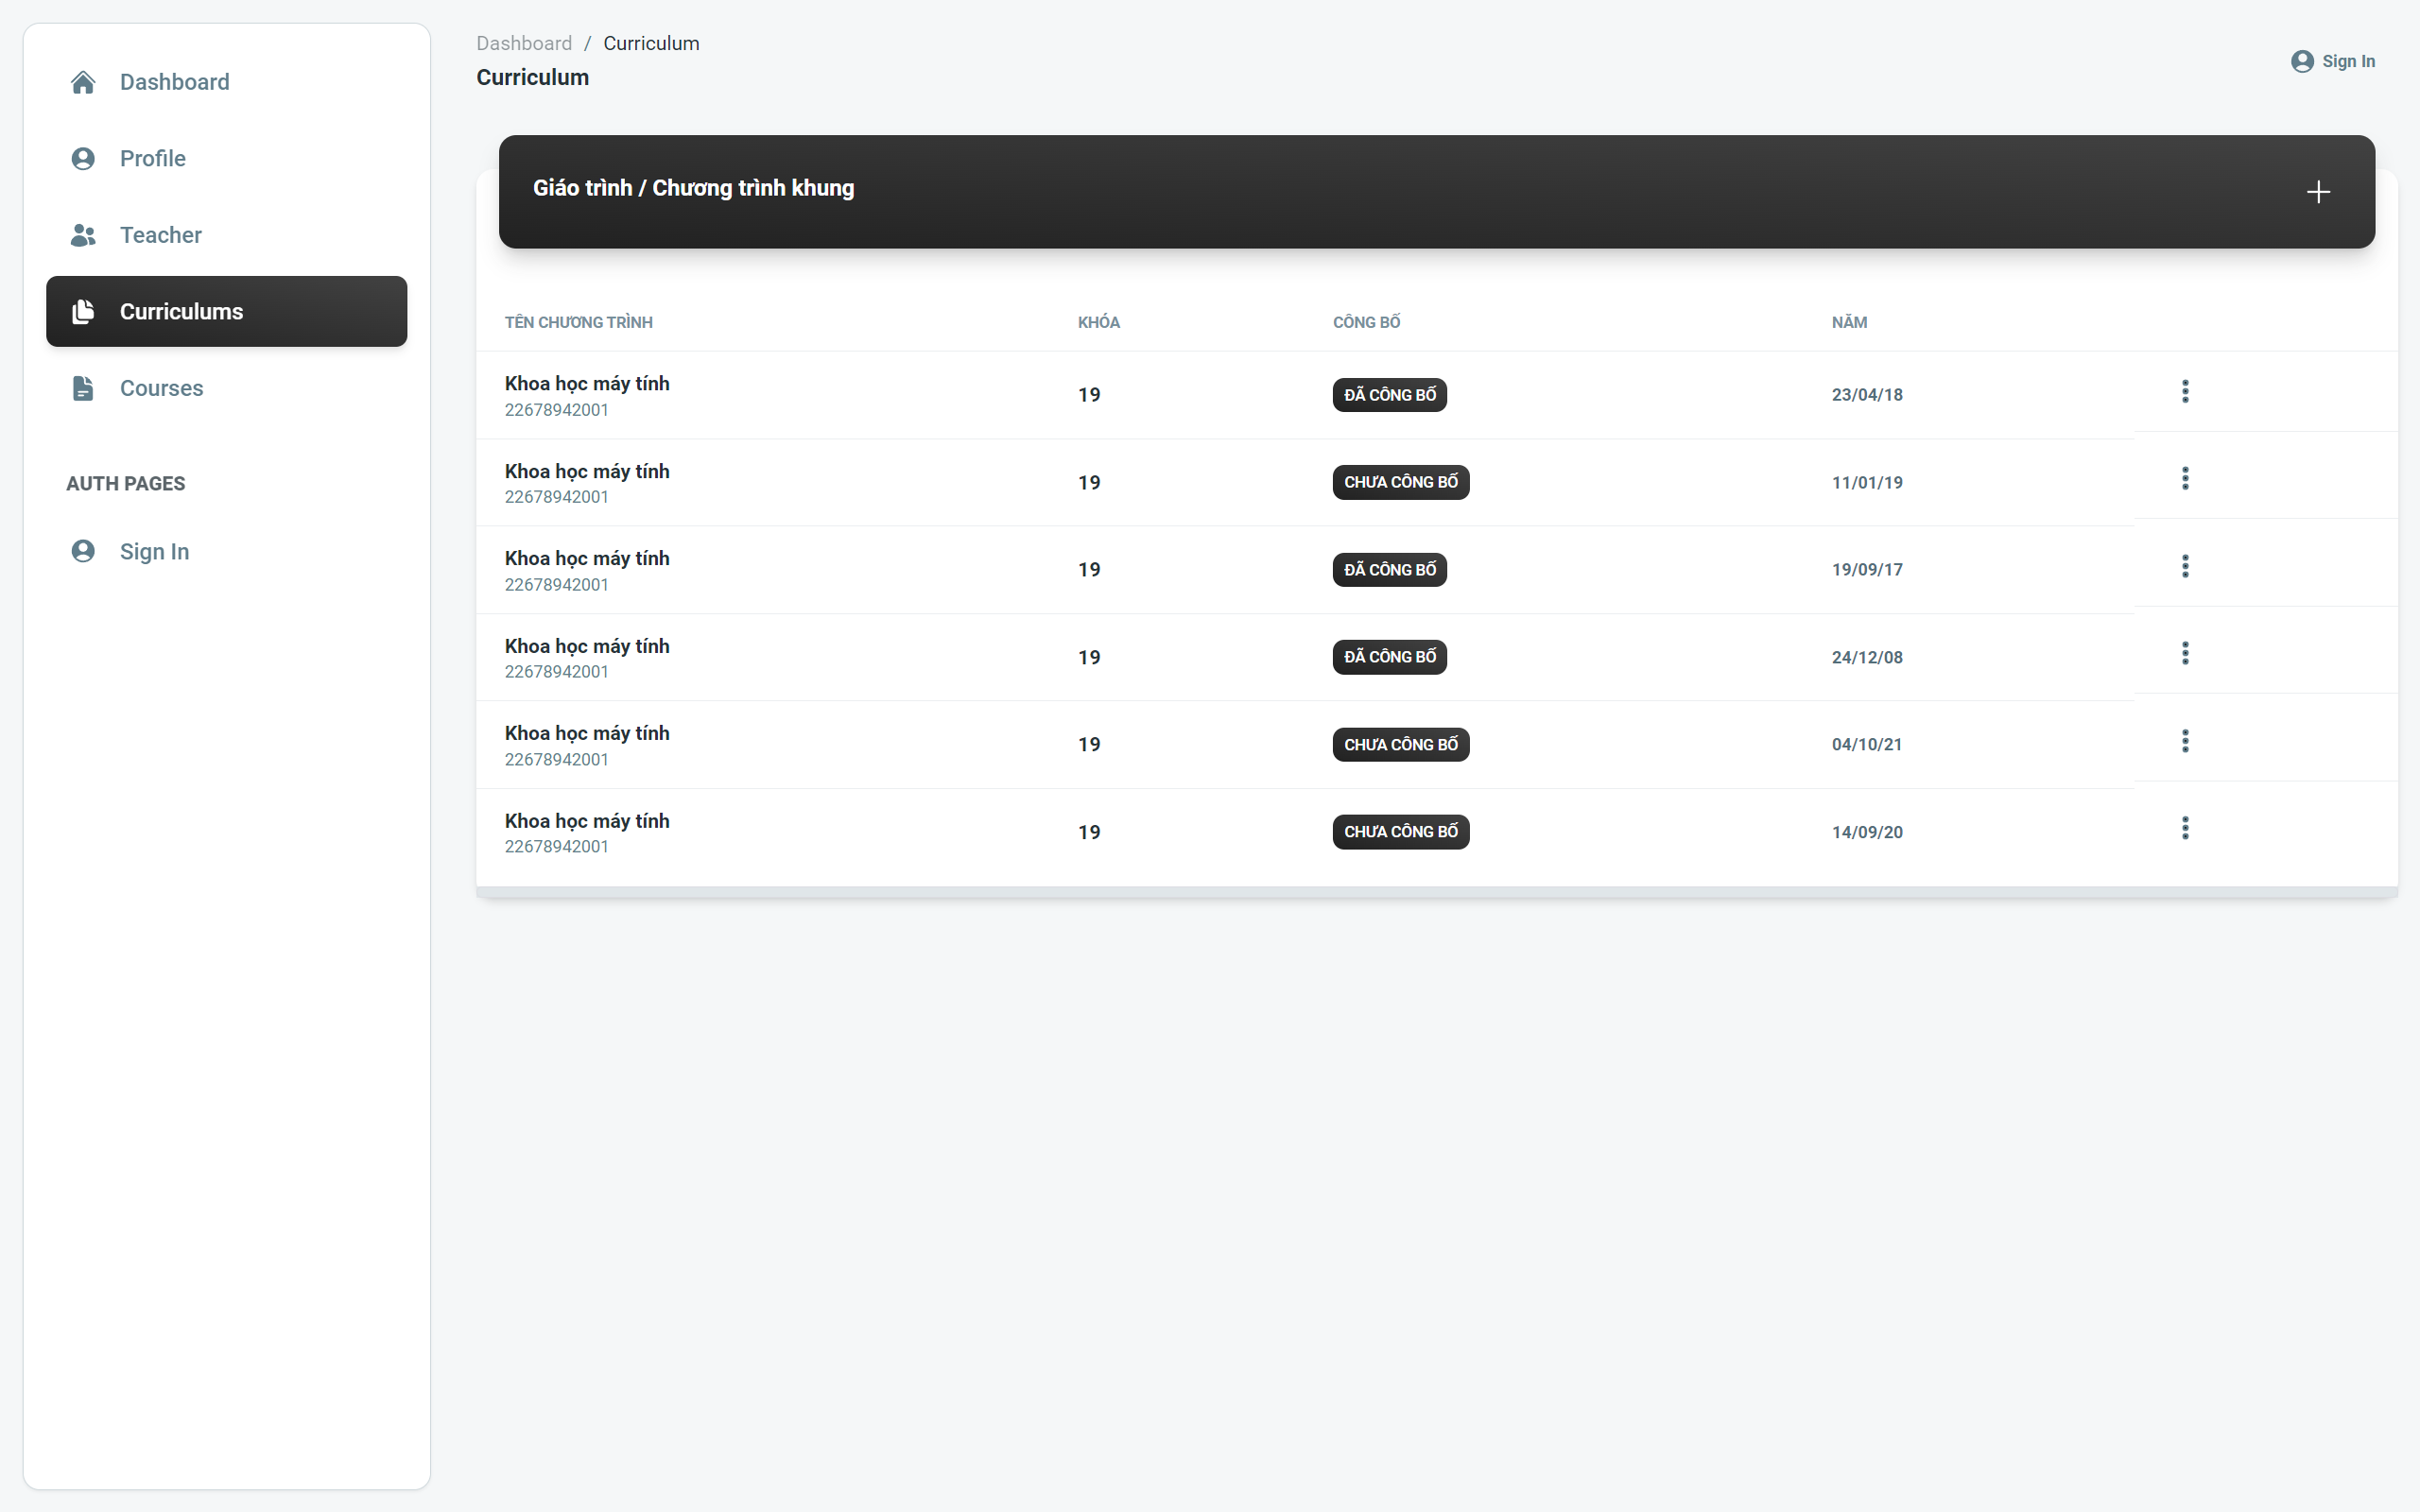 Dashboard
Profile
Teacher
Curriculums
Courses
AUTH PAGES
Sign In
Dashboard / Curriculum
Curriculum
Sign In
Giáo trình / Chương trình khung
TÊN CHƯƠNG TRÌNH KHÓA CÔNG BỐ NĂM
Khoa học máy tính
22678942001
19 ĐÃ CÔNG BỐ 23/04/18
Khoa học máy tính
22678942001
19 CHƯA CÔNG BỐ 11/01/19
Khoa học máy tính
22678942001
19 ĐÃ CÔNG BỐ 19/09/17
Khoa học máy tính
22678942001
19 ĐÃ CÔNG BỐ 24/12/08
Khoa học máy tính
22678942001
19 CHƯA CÔNG BỐ 04/10/21
Khoa học máy tính
22678942001
19 CHƯA CÔNG BỐ 14/09/20